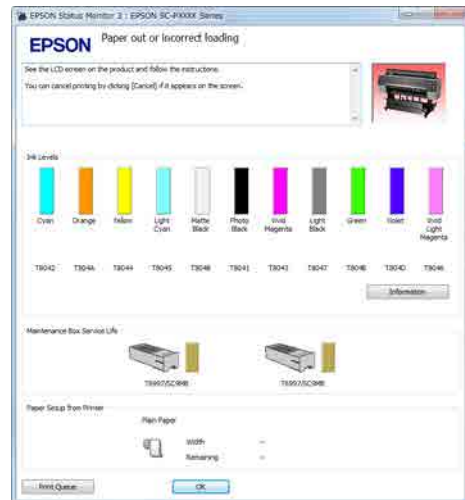 EPSON Status Monitor 3 : EPSON SC-PXXXX Series
EPSON
Paper out or incorrect loading
See the LCD screen on the product and follow the instructions.
You can cancel printing by clicking [Cancel] if it appears on the screen.
Ink Levels
Cyan Orange Yellow Light Cyan Matte Black Photo Black Vivid Magenta Light Black Green Violet Vivid Light Magenta
T8042 T804A T8044 T8045 T8048 T8041 T8043 T8047 T804B T804D T8046
Information
Maintenance Box Service Life
T6997/SC9MB T6997/SC9MB
Paper Setup from Printer
Plain Paper
Width --
Remaining --
Print Queue OK